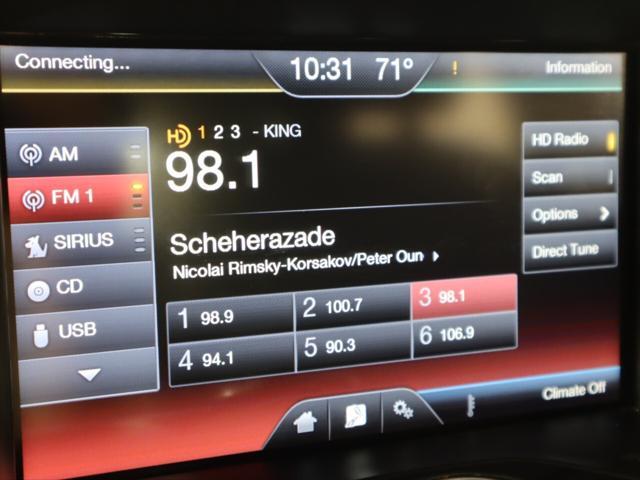 Connecting...
10:31 71°
Information
AM
FM 1
SIRIUS
CD
USB
HD 1 2 3 - KING
98.1
Scheherazade
Nicolai Rimsky-Korsakov/Peter Oun
1 98.9
2 100.7
3 98.1
4 94.1
5 90.3
6 106.9
HD Radio
Scan
Options
Direct Tune
Climate Off